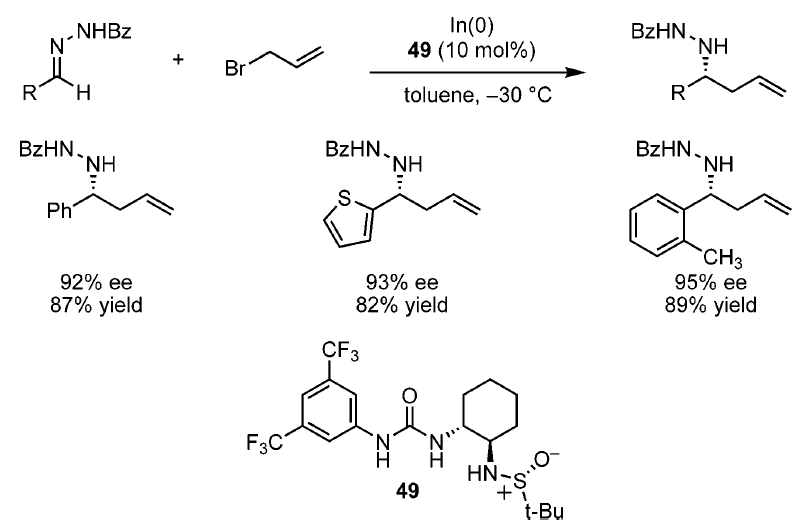 NHBz
N
R H
+
Br
In(0)
49 (10 mol%)
toluene, –30 °C
BzHN
NH
R
BzHN
NH
Ph
92% ee
87% yield
BzHN
NH
S
93% ee
82% yield
BzHN
NH
CH3
95% ee
89% yield
CF3
F3C
O
N N
H H
HN
S
+
O–
t-Bu
49